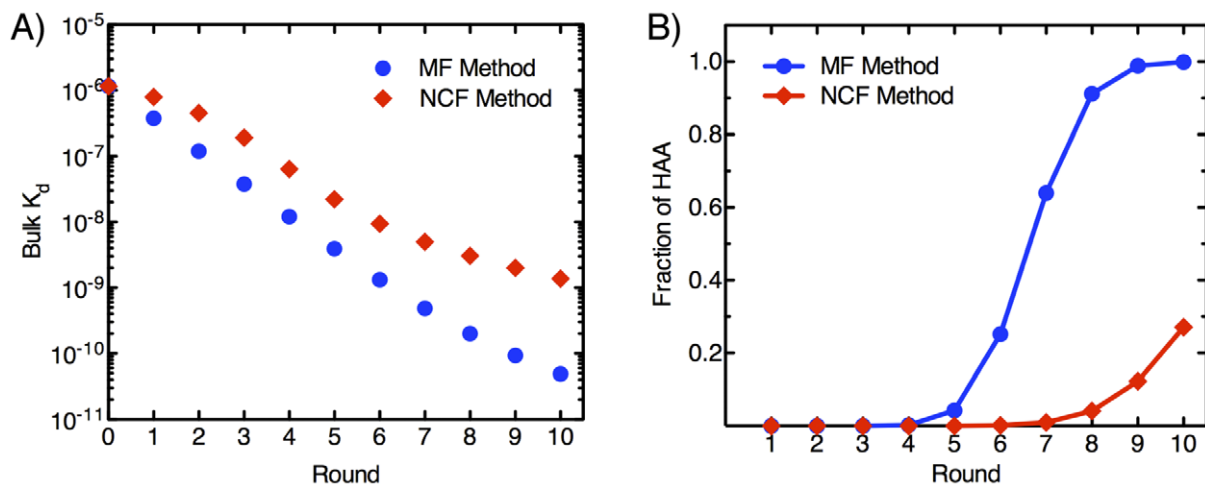 A)
10^-5
10^-6
10^-7
10^-8
10^-9
10^-10
10^-11
Bulk K_d
MF Method
NCF Method
0 1 2 3 4 5 6 7 8 9 10
Round
B)
1.0
0.8
0.6
0.4
0.2
Fraction of HAA
MF Method
NCF Method
1 2 3 4 5 6 7 8 9 10
Round